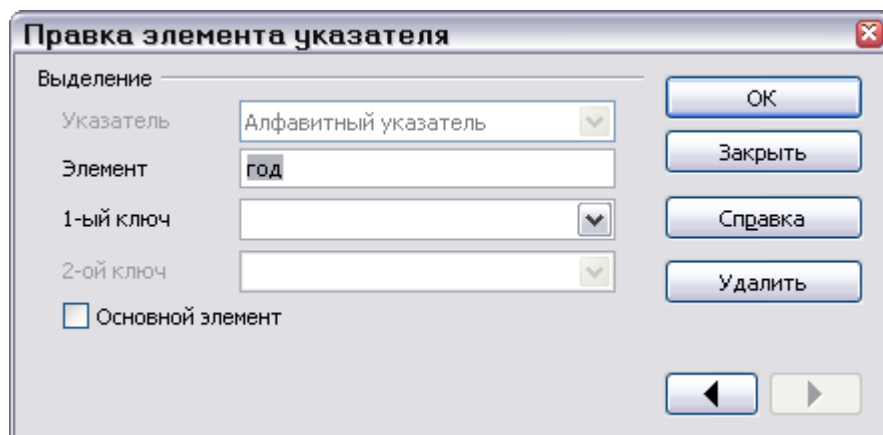 Правка элемента указателя
Выделение
Указатель
Алфавитный указатель
Элемент
год
1-ый ключ
2-ой ключ
Основной элемент
ОК
Закрыть
Справка
Удалить